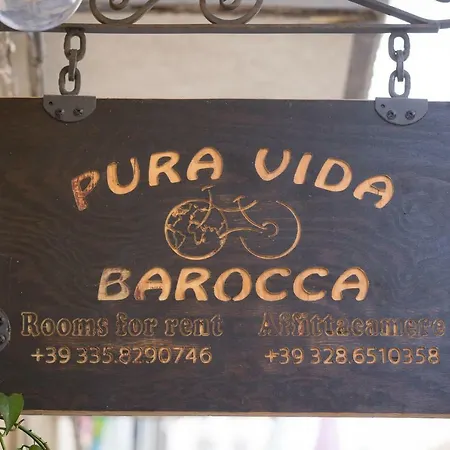 PURA VIDA
BAROCCA
Rooms for rent Affittacamere
+39 335.8290746 +39 328.6510358